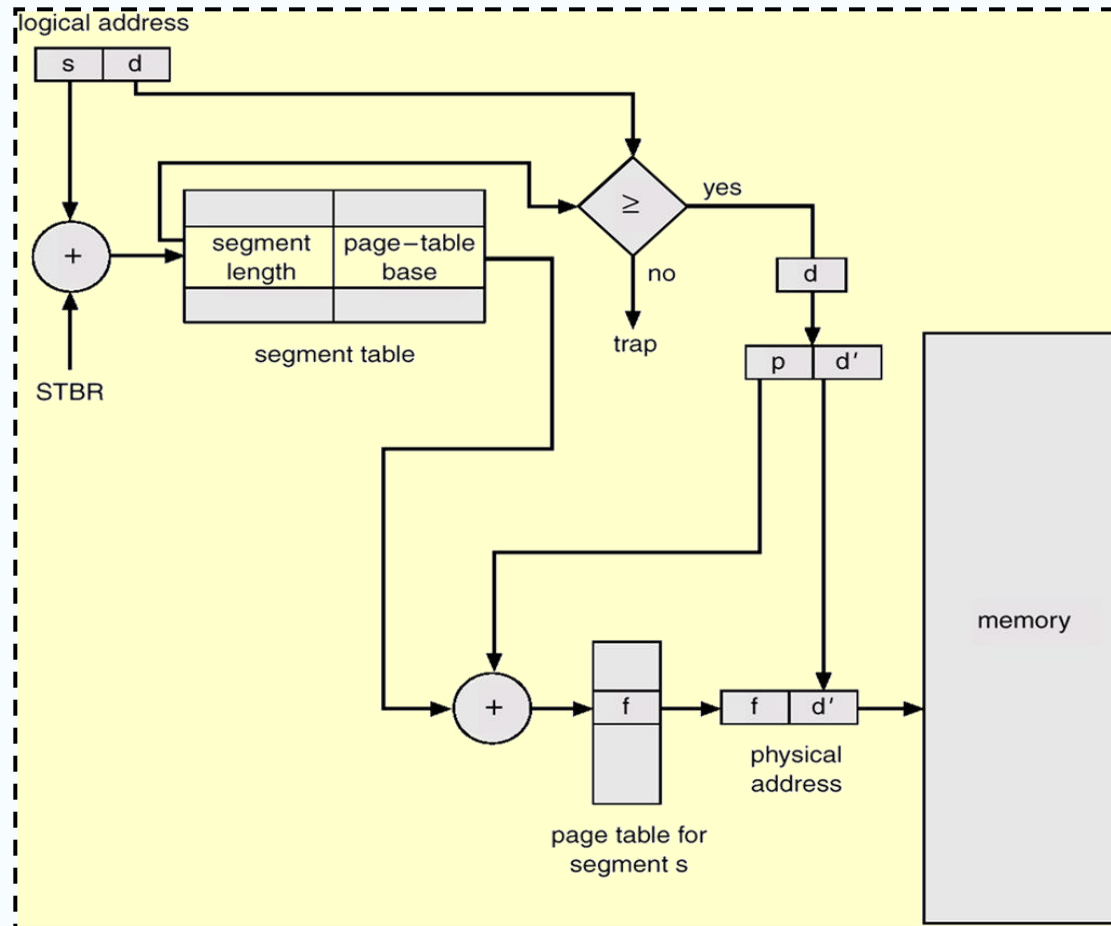 logical address
s d
≥
yes
+
segment length
page–table base
no
d
segment table
trap
p d′
STBR
memory
+
f
f d′
physical
address
page table for
segment s